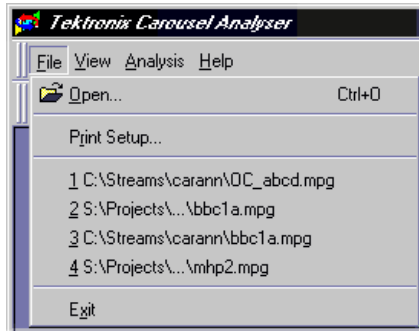 Tektronix Carousel Analyser
File View Analysis Help
Open... Ctrl+O
Print Setup...
1 C:\Streams\carann\OC_abcd.mpg
2 S:\Projects\...\bbc1a.mpg
3 C:\Streams\carann\bbc1a.mpg
4 S:\Projects\...\mhp2.mpg
Exit